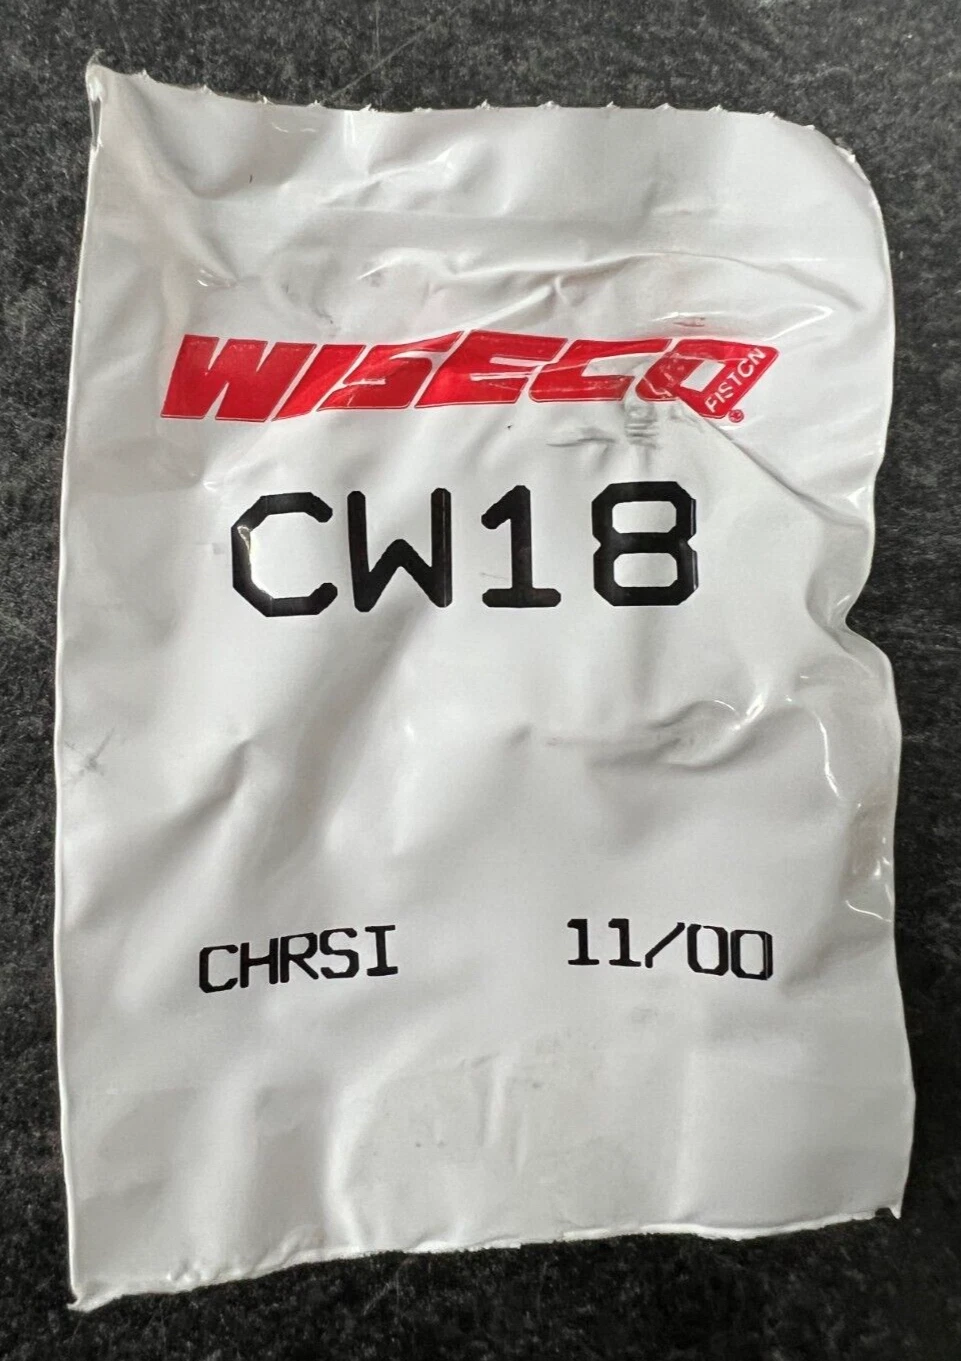 WISECO PISTON®
CW18
CHRSI 11/00